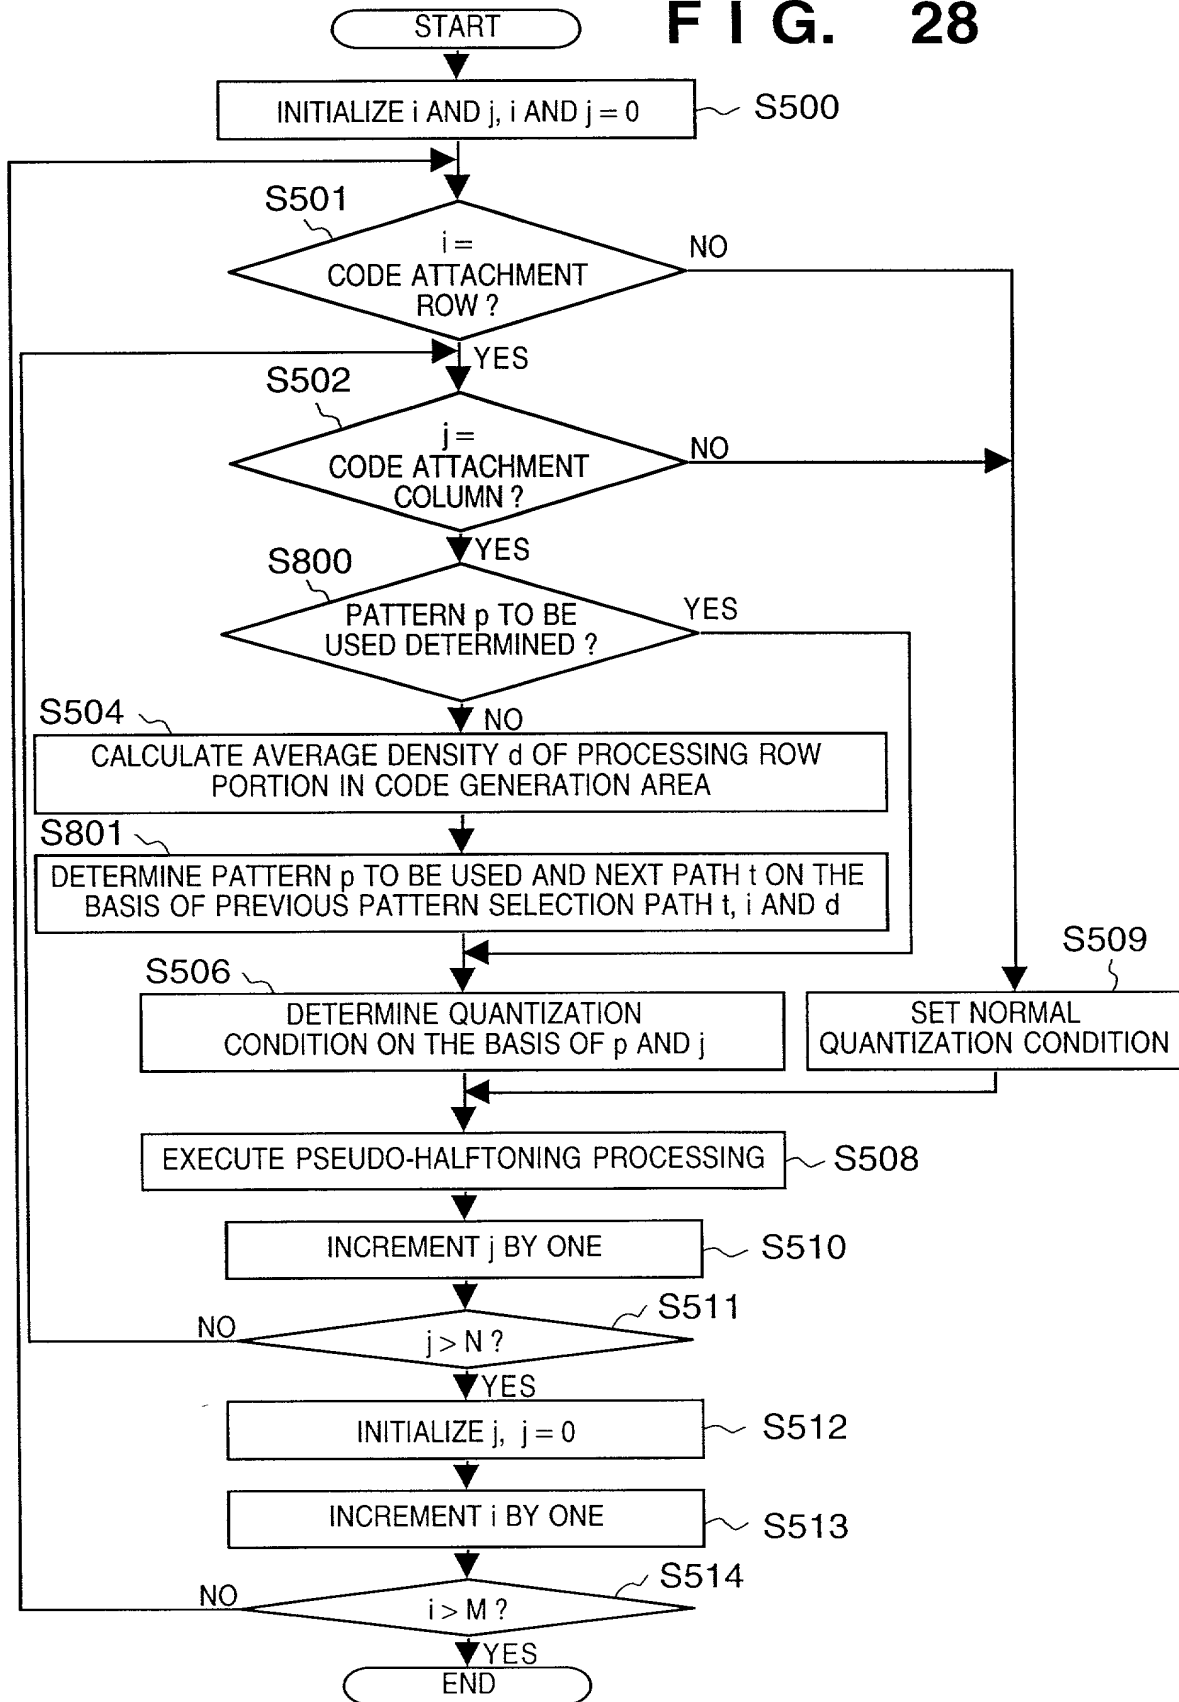 FIG. 28
START
INITIALIZE i AND j, i AND j = 0
S500
S501
i =
CODE ATTACHMENT
ROW ?
NO
YES
S502
j =
CODE ATTACHMENT
COLUMN ?
NO
YES
S800
PATTERN p TO BE
USED DETERMINED ?
YES
NO
S504
CALCULATE AVERAGE DENSITY d OF PROCESSING ROW
PORTION IN CODE GENERATION AREA
S801
DETERMINE PATTERN p TO BE USED AND NEXT PATH t ON THE
BASIS OF PREVIOUS PATTERN SELECTION PATH t, i AND d
S506
DETERMINE QUANTIZATION
CONDITION ON THE BASIS OF p AND j
S509
SET NORMAL
QUANTIZATION CONDITION
EXECUTE PSEUDO-HALFTONING PROCESSING
S508
INCREMENT j BY ONE
S510
S511
j > N ?
NO
YES
INITIALIZE j, j = 0
S512
INCREMENT i BY ONE
S513
S514
i > M ?
NO
YES
END